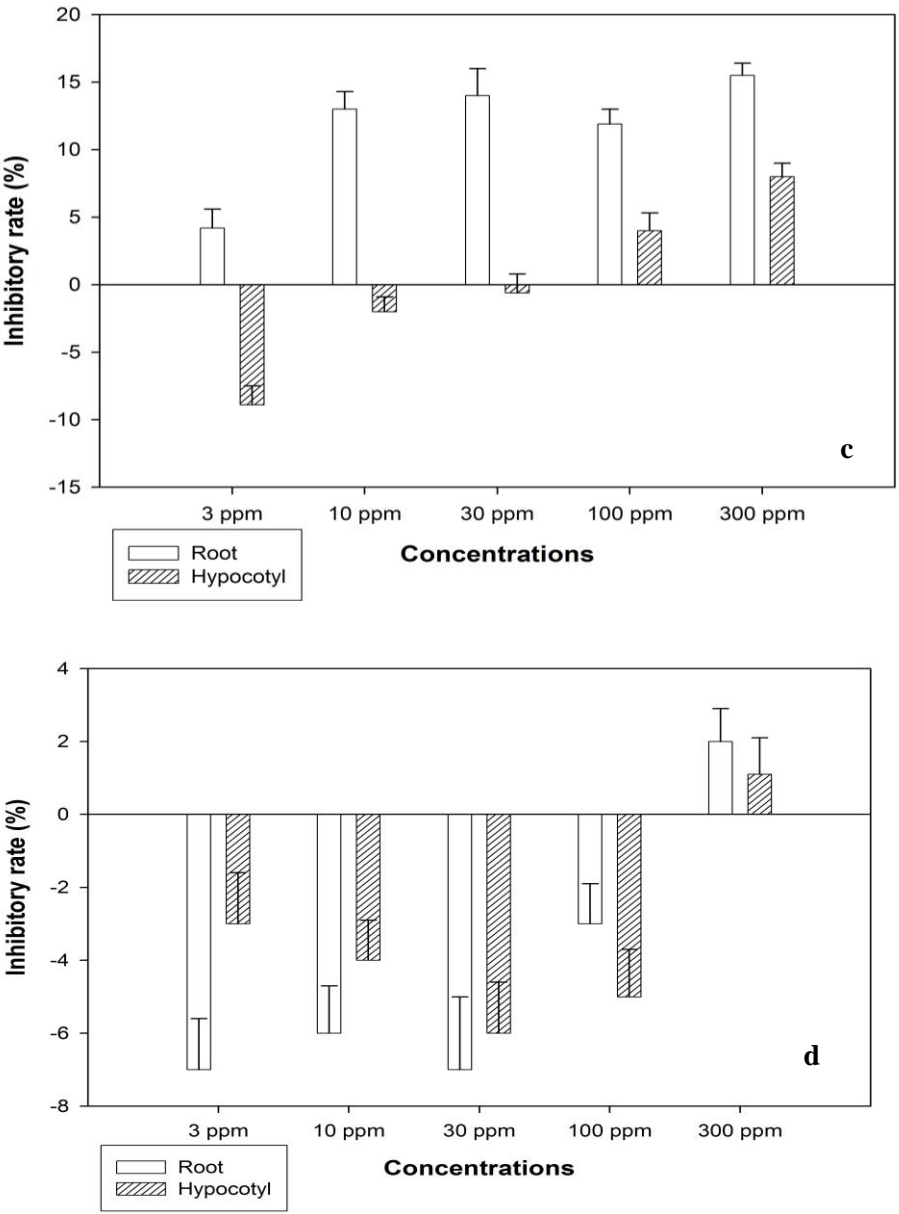 20
15
10
5
0
-5
-10
-15
Inhibitory rate (%)
c
3 ppm 10 ppm 30 ppm 100 ppm 300 ppm
Concentrations
Root
Hypocotyl
4
2
0
-2
-4
-6
-8
Inhibitory rate (%)
d
3 ppm 10 ppm 30 ppm 100 ppm 300 ppm
Concentrations
Root
Hypocotyl